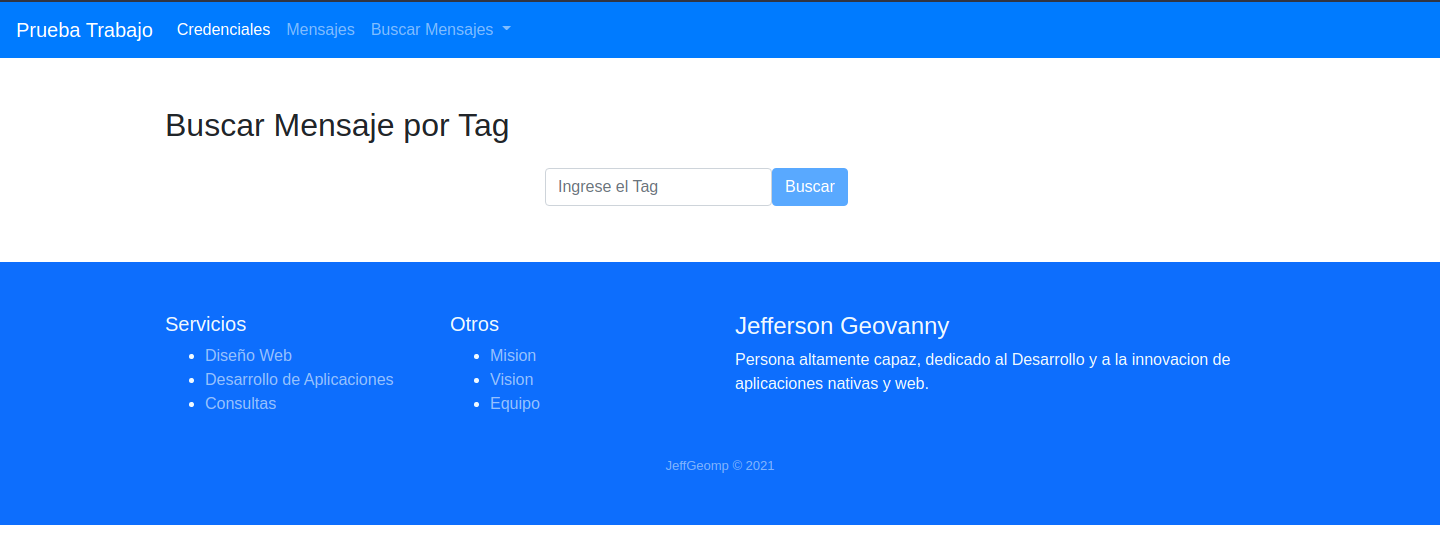 Prueba Trabajo Credenciales Mensajes Buscar Mensajes
Buscar Mensaje por Tag
Ingrese el Tag Buscar
Servicios
Diseño Web
Desarrollo de Aplicaciones
Consultas
Otros
Mision
Vision
Equipo
Jefferson Geovanny
Persona altamente capaz, dedicado al Desarrollo y a la innovacion de
aplicaciones nativas y web.
JeffGeomp © 2021